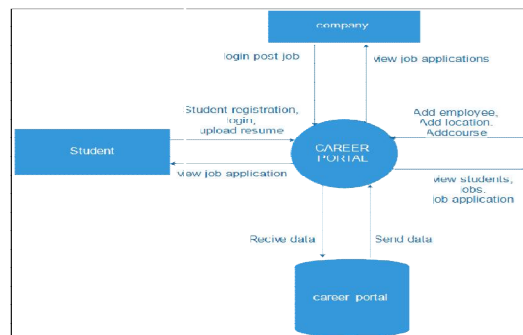 company
login post job
view job applications
Student registration,
login,
upload resume
Add employee,
Add location.
Addcourse
Student
CAREER
PORTAL
view job application
view students,
jobs.
job application
Recive data
Send data
career portal